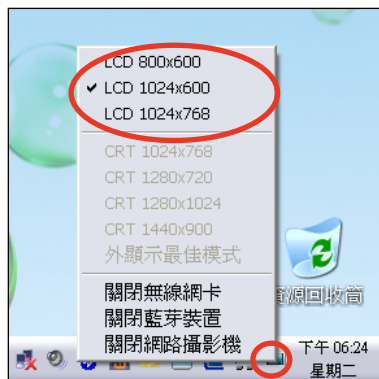 LCD 800x600
LCD 1024x600
LCD 1024x768
CRT 1024x768
CRT 1280x720
CRT 1280x1024
CRT 1440x900
外顯示最佳模式
關閉無線網卡
關閉藍芽裝置
關閉網路攝影機
資源回收筒
下午 06:24
星期二